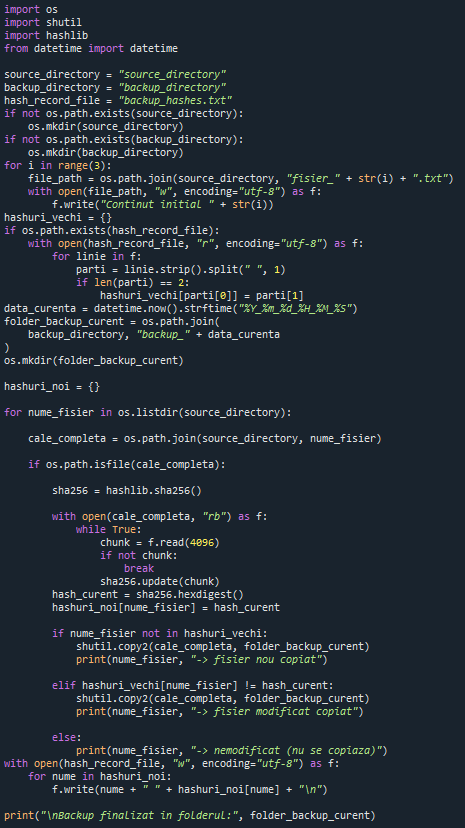 import os
import shutil
import hashlib
from datetime import datetime

source_directory = "source_directory"
backup_directory = "backup_directory"
hash_record_file = "backup_hashes.txt"
if not os.path.exists(source_directory):
    os.mkdir(source_directory)
if not os.path.exists(backup_directory):
    os.mkdir(backup_directory)
for i in range(3):
    file_path = os.path.join(source_directory, "fisier_" + str(i) + ".txt")
    with open(file_path, "w", encoding="utf-8") as f:
        f.write("Continut initial " + str(i))
hashuri_vechi = {}
if os.path.exists(hash_record_file):
    with open(hash_record_file, "r", encoding="utf-8") as f:
        for linie in f:
            parti = linie.strip().split(" ", 1)
            if len(parti) == 2:
                hashuri_vechi[parti[0]] = parti[1]
data_curenta = datetime.now().strftime("%Y_%m_%d_%H_%M_%S")
folder_backup_curent = os.path.join(
    backup_directory, "backup_" + data_curenta
)
os.mkdir(folder_backup_curent)

hashuri_noi = {}

for nume_fisier in os.listdir(source_directory):

    cale_completa = os.path.join(source_directory, nume_fisier)

    if os.path.isfile(cale_completa):

        sha256 = hashlib.sha256()

        with open(cale_completa, "rb") as f:
            while True:
                chunk = f.read(4096)
                if not chunk:
                    break
                sha256.update(chunk)
        hash_curent = sha256.hexdigest()
        hashuri_noi[nume_fisier] = hash_curent

        if nume_fisier not in hashuri_vechi:
            shutil.copy2(cale_completa, folder_backup_curent)
            print(nume_fisier, "-> fisier nou copiat")

        elif hashuri_vechi[nume_fisier] != hash_curent:
            shutil.copy2(cale_completa, folder_backup_curent)
            print(nume_fisier, "-> fisier modificat copiat")

        else:
            print(nume_fisier, "-> nemodificat (nu se copiaza)")
with open(hash_record_file, "w", encoding="utf-8") as f:
    for nume in hashuri_noi:
        f.write(nume + " " + hashuri_noi[nume] + "\n")

print("\nBackup finalizat in folderul:", folder_backup_curent)